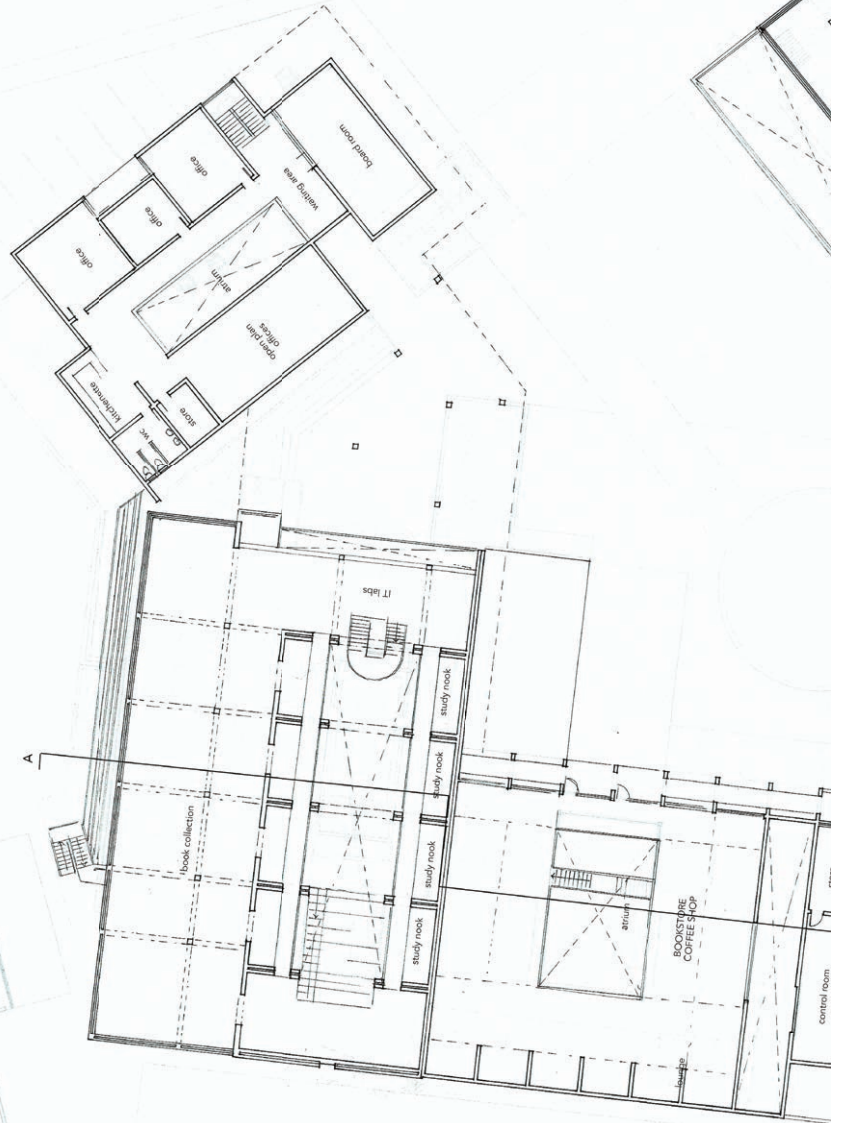 board room
office
waiting area
office
office
atrium
open plan
offices
kitchenette
store
wc
IT labs
study nook
A
study nook
book collection
study nook
study nook
atrium
BOOKSTORE
COFFEE SHOP
control room
lounge